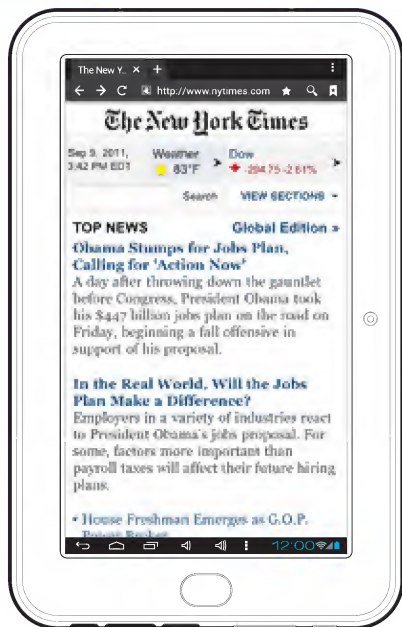 The New Y..
http://www.nytimes.com
The New York Times
Sep 9, 2011,
3:42 PM EDT
Weather
83°F
Dow
-294.75 -2.61%
Search
VIEW SECTIONS
TOP NEWS
Global Edition »
Obama Stumps for Jobs Plan,
Calling for 'Action Now'
A day after throwing down the gauntlet
before Congress, President Obama took
his $447 billion jobs plan on the road on
Friday, beginning a fall offensive in
support of his proposal.
In the Real World, Will the Jobs
Plan Make a Difference?
Employers in a variety of industries react
to President Obama's jobs proposal. For
some, factors more important than
payroll taxes will affect their future hiring
plans.
• House Freshman Emerges as G.O.P.
Power Broker
12:00